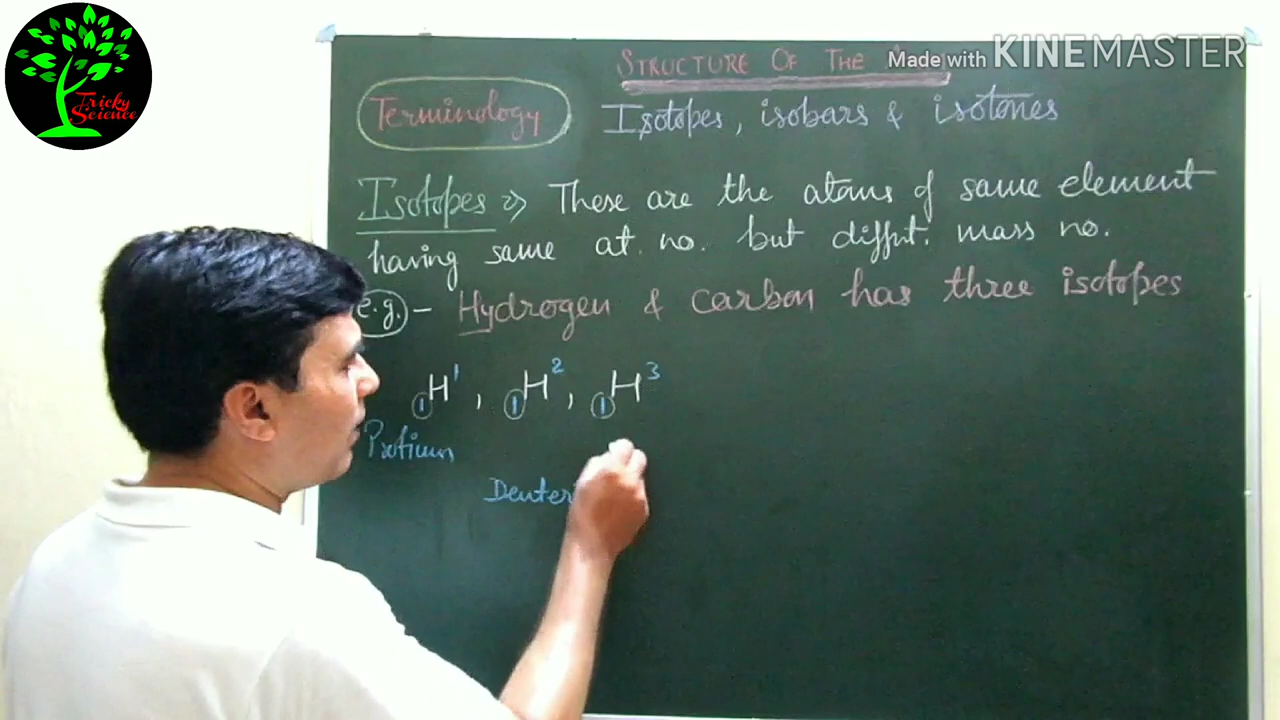 Tricky
Science
Made with KINEMASTER
STRUCTURE OF THE
Terminology
Isotopes, isobars & isotones
Isotopes => These are the atoms of same element
having same at. no. but diffnt. mass no.
e.g. - Hydrogen & carbon has three isotopes
1H1, 1H2, 1H3
Protium
Deuteri